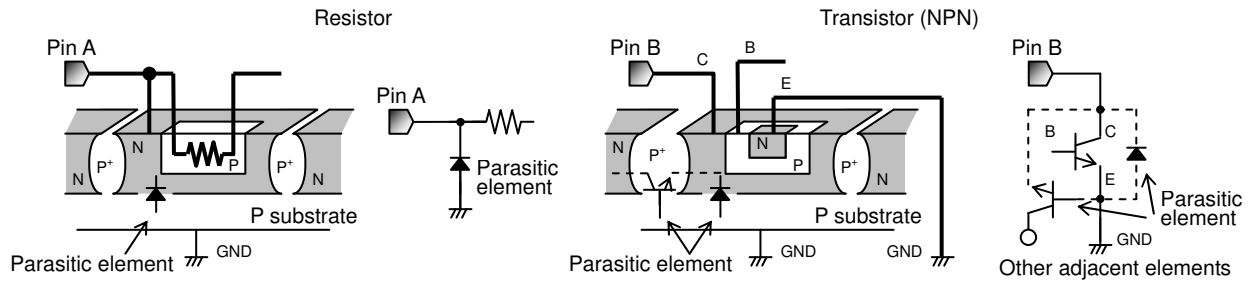 Resistor
Pin A
N
N
P+
P
P+
N
P substrate
GND
Parasitic element
Pin A
Parasitic
element
Transistor (NPN)
Pin B
C
B
E
N
P+
N
P
P+
N
P substrate
GND
GND
Parasitic element
Pin B
B
C
E
Parasitic
element
GND
Other adjacent elements